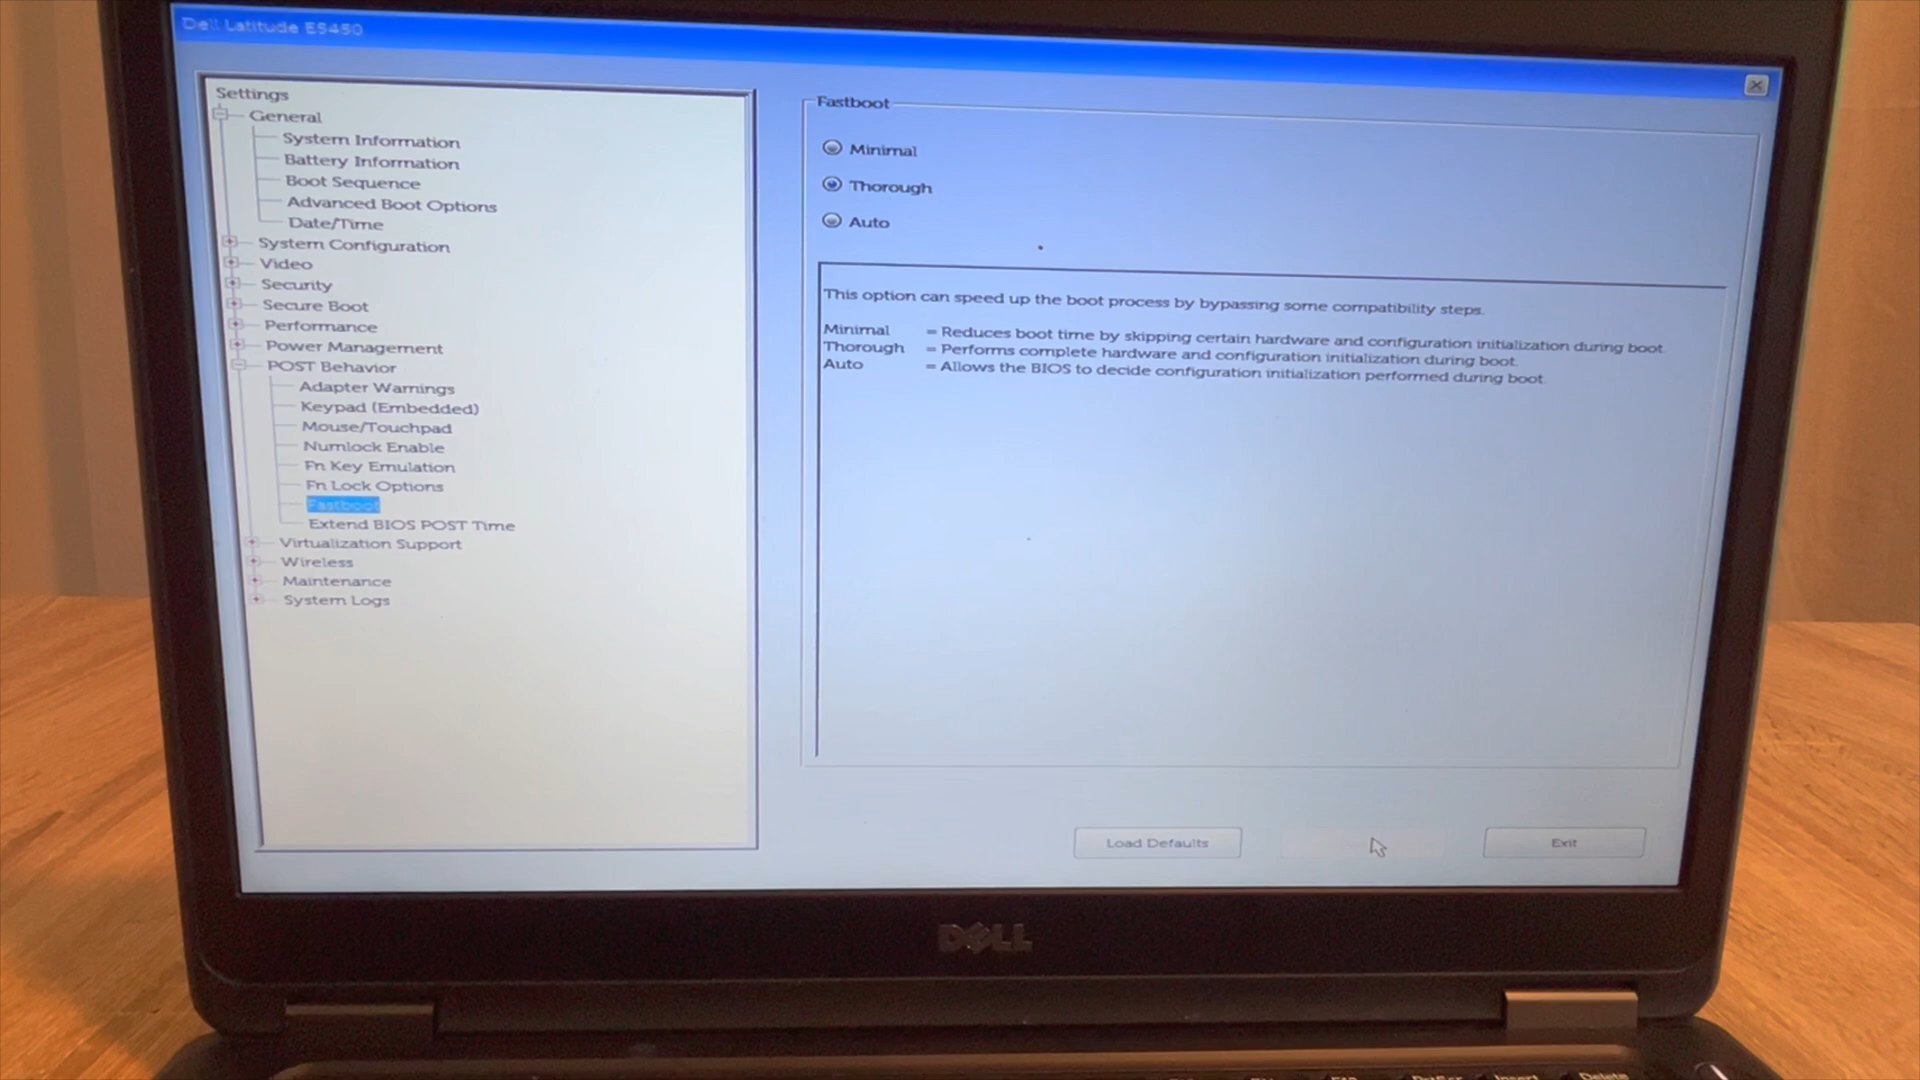 Dell Latitude E5450
Settings
General
System Information
Battery Information
Boot Sequence
Advanced Boot Options
Date/Time
System Configuration
Video
Security
Secure Boot
Performance
Power Management
POST Behavior
Adapter Warnings
Keypad (Embedded)
Mouse/Touchpad
Numlock Enable
Fn Key Emulation
Fn Lock Options
Fastboot
Extend BIOS POST Time
Virtualization Support
Wireless
Maintenance
System Logs
Fastboot
Minimal
Thorough
Auto
This option can speed up the boot process by bypassing some compatibility steps.
Minimal = Reduces boot time by skipping certain hardware and configuration initialization during boot.
Thorough = Performs complete hardware and configuration initialization during boot.
Auto = Allows the BIOS to decide configuration initialization performed during boot.
Load Defaults
Exit
DELL
Insert
Delete